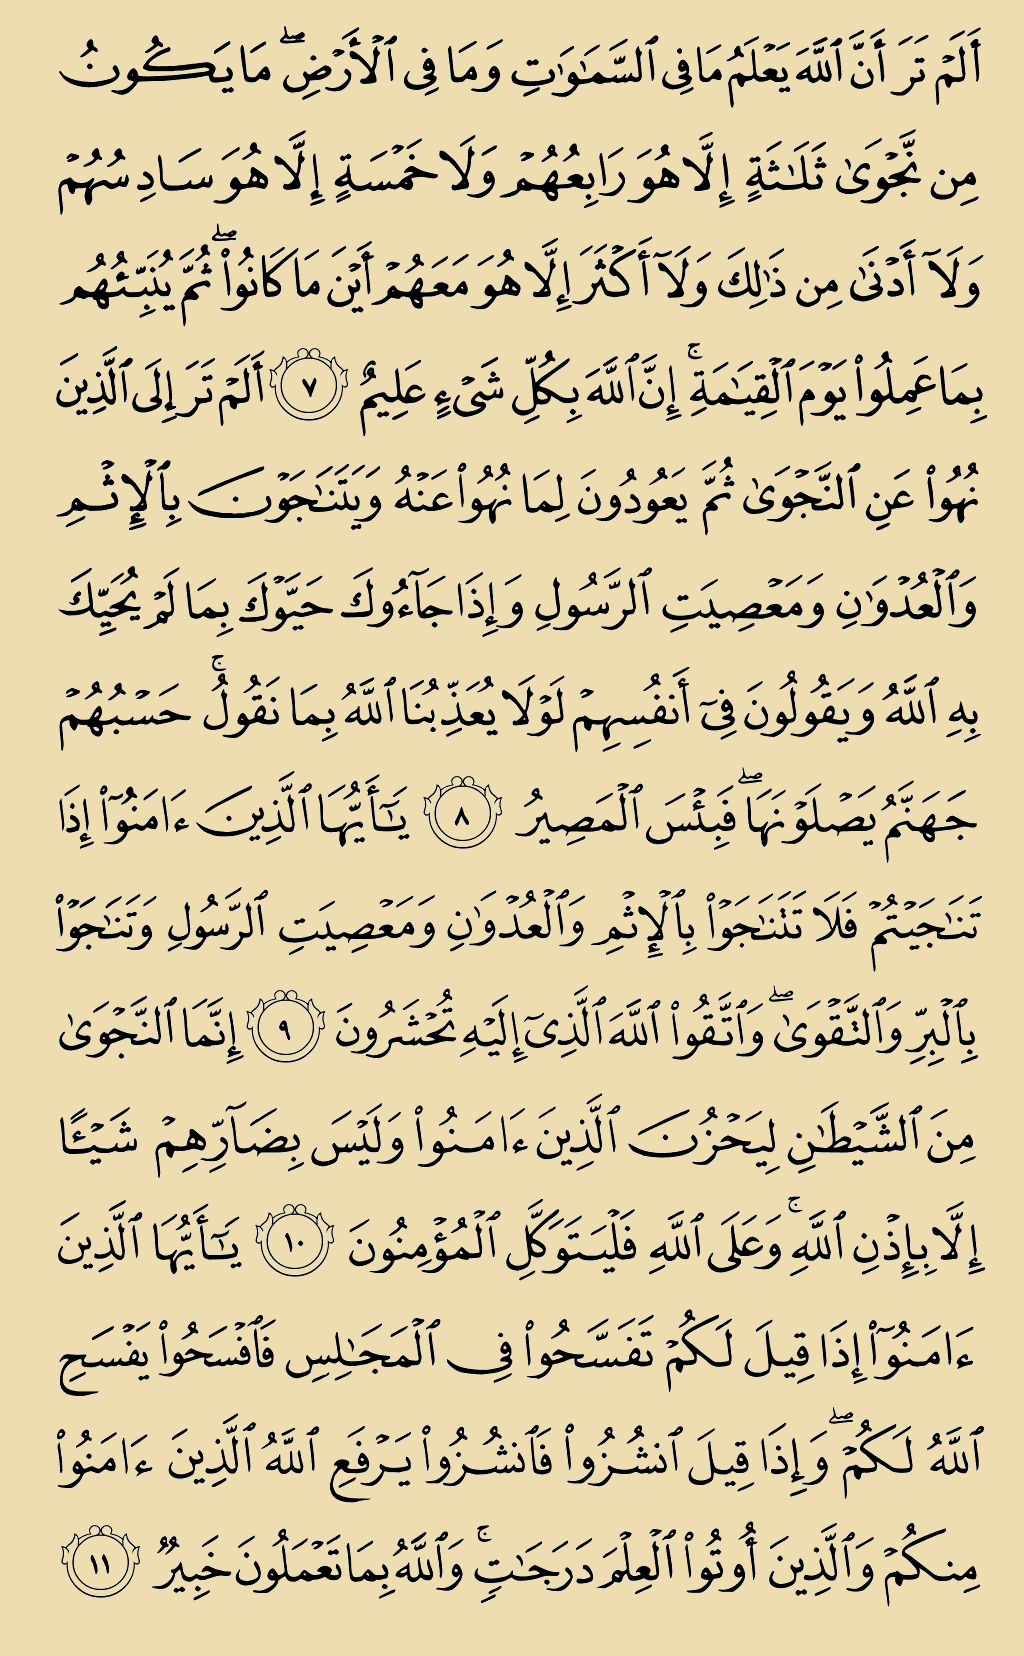 أَلَمۡ تَرَ أَنَّ ٱللَّهَ يَعۡلَمُ مَا فِي ٱلسَّمَٰوَٰتِ وَمَا فِي ٱلۡأَرۡضِۖ مَا يَكُونُ
مِن نَّجۡوَىٰ ثَلَٰثَةٍ إِلَّا هُوَ رَابِعُهُمۡ وَلَا خَمۡسَةٍ إِلَّا هُوَ سَادِسُهُمۡ
وَلَآ أَدۡنَىٰ مِن ذَٰلِكَ وَلَآ أَكۡثَرَ إِلَّا هُوَ مَعَهُمۡ أَيۡنَ مَا كَانُواْۖ ثُمَّ يُنَبِّئُهُم
بِمَا عَمِلُواْ يَوۡمَ ٱلۡقِيَٰمَةِۚ إِنَّ ٱللَّهَ بِكُلِّ شَيۡءٍ عَلِيمٌ ٧ أَلَمۡ تَرَ إِلَى ٱلَّذِينَ
نُهُواْ عَنِ ٱلنَّجۡوَىٰ ثُمَّ يَعُودُونَ لِمَا نُهُواْ عَنۡهُ وَيَتَنَٰجَوۡنَ بِٱلۡإِثۡمِ
وَٱلۡعُدۡوَٰنِ وَمَعۡصِيَتِ ٱلرَّسُولِ وَإِذَا جَآءُوكَ حَيَّوۡكَ بِمَا لَمۡ يُحَيِّكَ
بِهِ ٱللَّهُ وَيَقُولُونَ فِيٓ أَنفُسِهِمۡ لَوۡلَا يُعَذِّبُنَا ٱللَّهُ بِمَا نَقُولُۚ حَسۡبُهُمۡ
جَهَنَّمُ يَصۡلَوۡنَهَاۖ فَبِئۡسَ ٱلۡمَصِيرُ ٨ يَٰٓأَيُّهَا ٱلَّذِينَ ءَامَنُوٓاْ إِذَا
تَنَٰجَيۡتُمۡ فَلَا تَتَنَٰجَوۡاْ بِٱلۡإِثۡمِ وَٱلۡعُدۡوَٰنِ وَمَعۡصِيَتِ ٱلرَّسُولِ وَتَنَٰجَوۡاْ
بِٱلۡبِرِّ وَٱلتَّقۡوَىٰۖ وَٱتَّقُواْ ٱللَّهَ ٱلَّذِيٓ إِلَيۡهِ تُحۡشَرُونَ ٩ إِنَّمَا ٱلنَّجۡوَىٰ
مِنَ ٱلشَّيۡطَٰنِ لِيَحۡزُنَ ٱلَّذِينَ ءَامَنُواْ وَلَيۡسَ بِضَآرِّهِمۡ شَيۡـًٔا
إِلَّا بِإِذۡنِ ٱللَّهِۚ وَعَلَى ٱللَّهِ فَلۡيَتَوَكَّلِ ٱلۡمُؤۡمِنُونَ ١٠ يَٰٓأَيُّهَا ٱلَّذِينَ
ءَامَنُوٓاْ إِذَا قِيلَ لَكُمۡ تَفَسَّحُواْ فِي ٱلۡمَجَٰلِسِ فَٱفۡسَحُواْ يَفۡسَحِ
ٱللَّهُ لَكُمۡۖ وَإِذَا قِيلَ ٱنشُزُواْ فَٱنشُزُواْ يَرۡفَعِ ٱللَّهُ ٱلَّذِينَ ءَامَنُواْ
مِنكُمۡ وَٱلَّذِينَ أُوتُواْ ٱلۡعِلۡمَ دَرَجَٰتٖۚ وَٱللَّهُ بِمَا تَعۡمَلُونَ خَبِيرٞ ١١